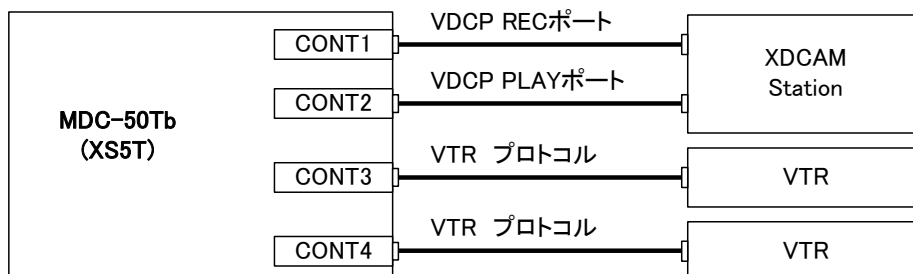 VDCP RECポート
CONT1
XDCAM
Station
VDCP PLAYポート
CONT2
MDC-50Tb
(XS5T)
VTR プロトコル
CONT3
VTR
VTR プロトコル
CONT4
VTR